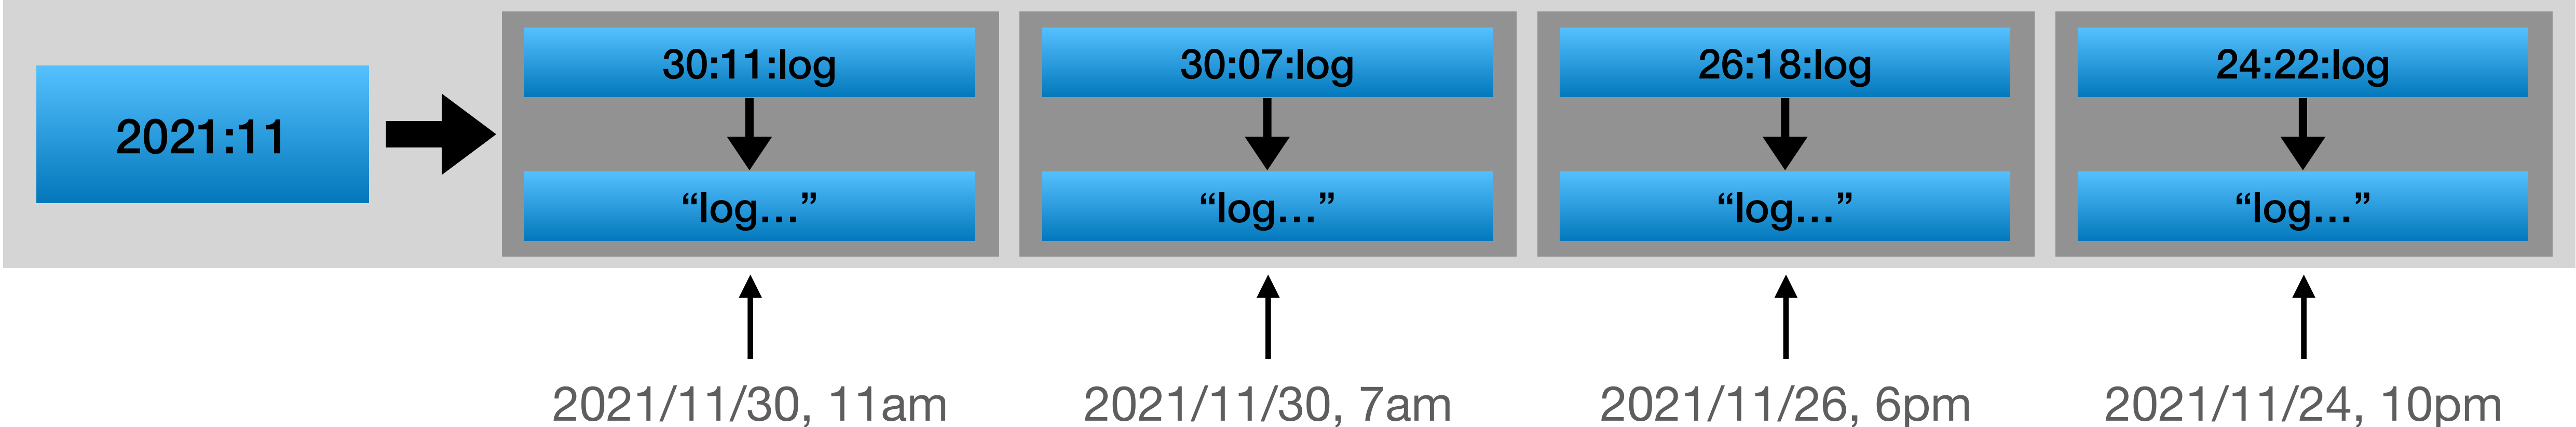 2021:11
30:11:log
“log...”
30:07:log
“log...”
26:18:log
“log...”
24:22:log
“log...”
2021/11/30, 11am
2021/11/30, 7am
2021/11/26, 6pm
2021/11/24, 10pm